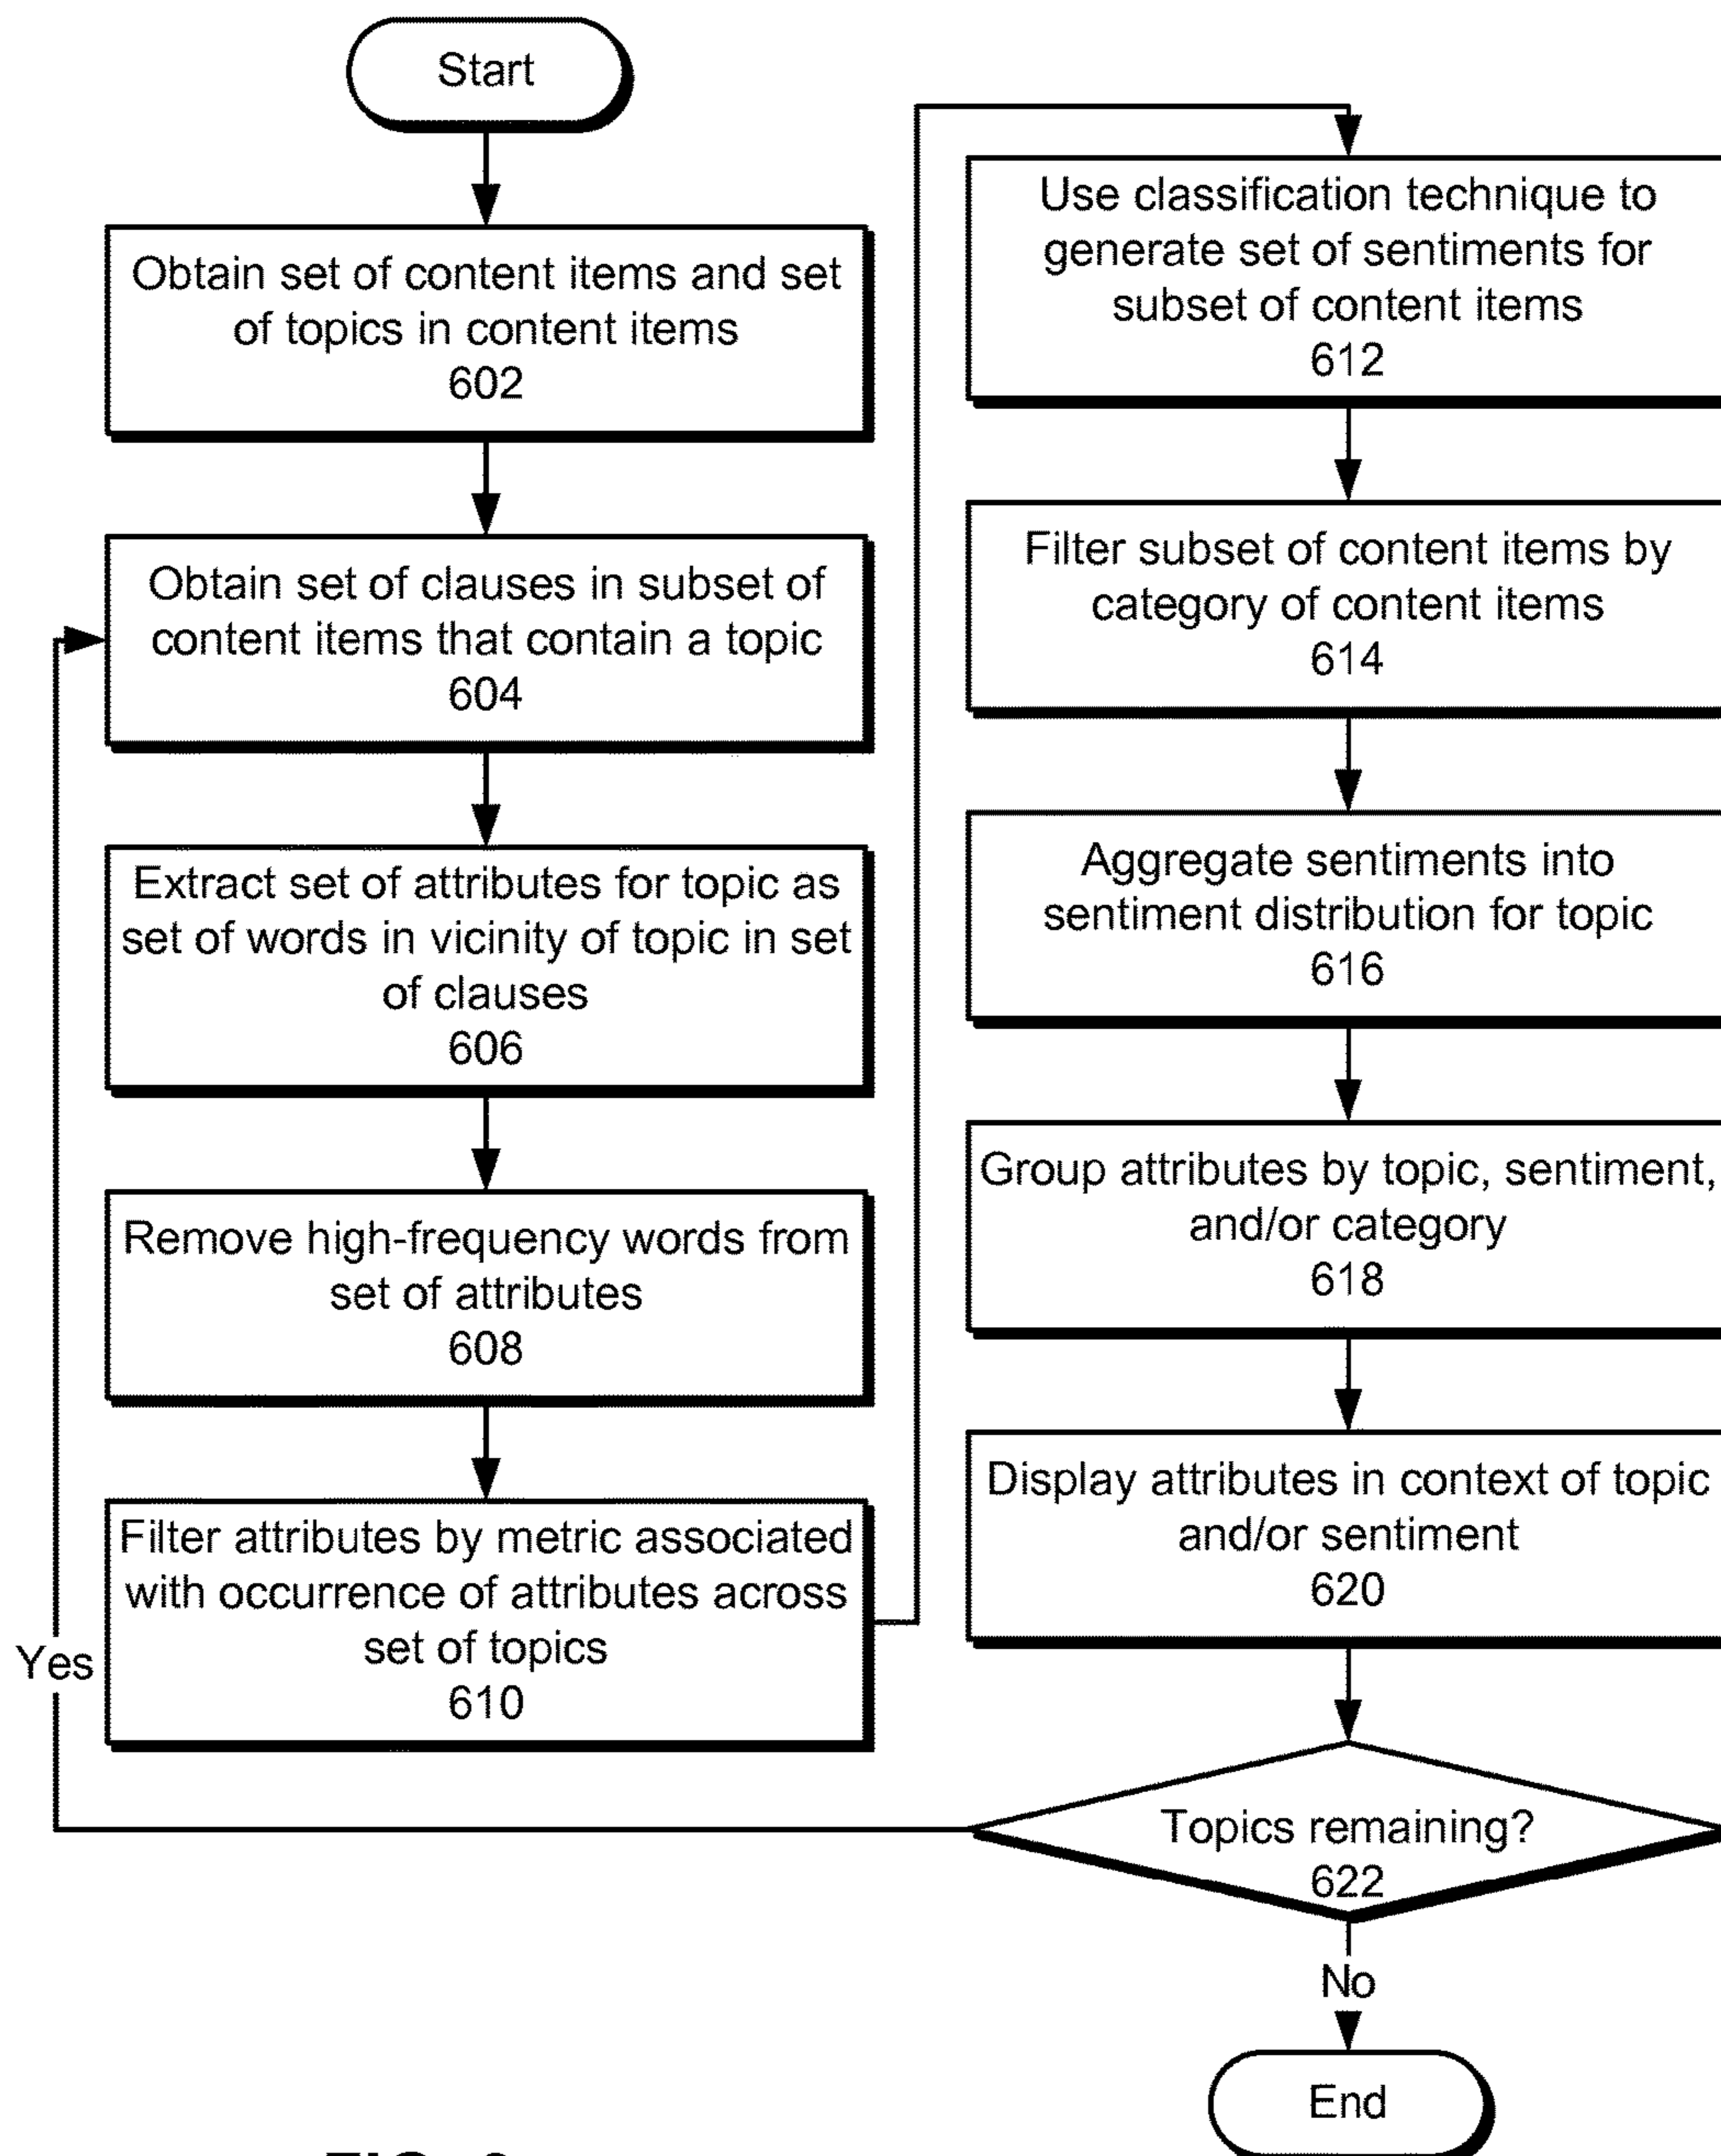 Start
Obtain set of content items and set
of topics in content items
602
Obtain set of clauses in subset of
content items that contain a topic
604
Extract set of attributes for topic as
set of words in vicinity of topic in set
of clauses
606
Remove high-frequency words from
set of attributes
608
Filter attributes by metric associated
with occurrence of attributes across
set of topics
610
Yes
Use classification technique to
generate set of sentiments for
subset of content items
612
Filter subset of content items by
category of content items
614
Aggregate sentiments into
sentiment distribution for topic
616
Group attributes by topic, sentiment,
and/or category
618
Display attributes in context of topic
and/or sentiment
620
Topics remaining?
622
No
End